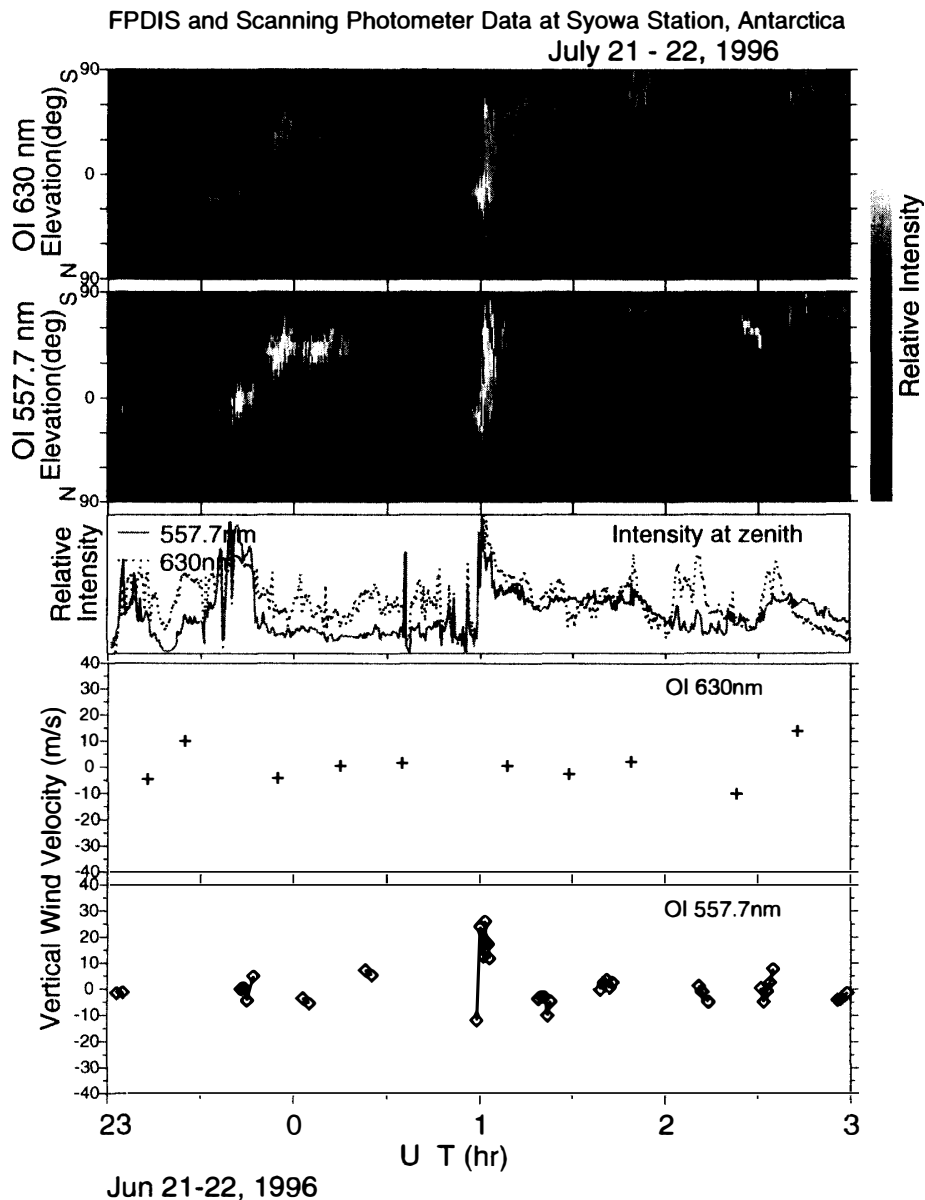 FPDIS and Scanning Photometer Data at Syowa Station, Antarctica
July 21 - 22, 1996
OI 630 nm
Elevation(deg)
90 S
0
N 90
OI 557.7 nm
Elevation(deg)
90 S
0
N 90
Relative Intensity
Relative
Intensity
557.7nm
630nm
Intensity at zenith
Vertical Wind Velocity (m/s)
OI 630nm
40
30
20
10
0
-10
-20
-30
-40
OI 557.7nm
40
30
20
10
0
-10
-20
-30
-40
23 0 1 2 3
U T (hr)
Jun 21-22, 1996